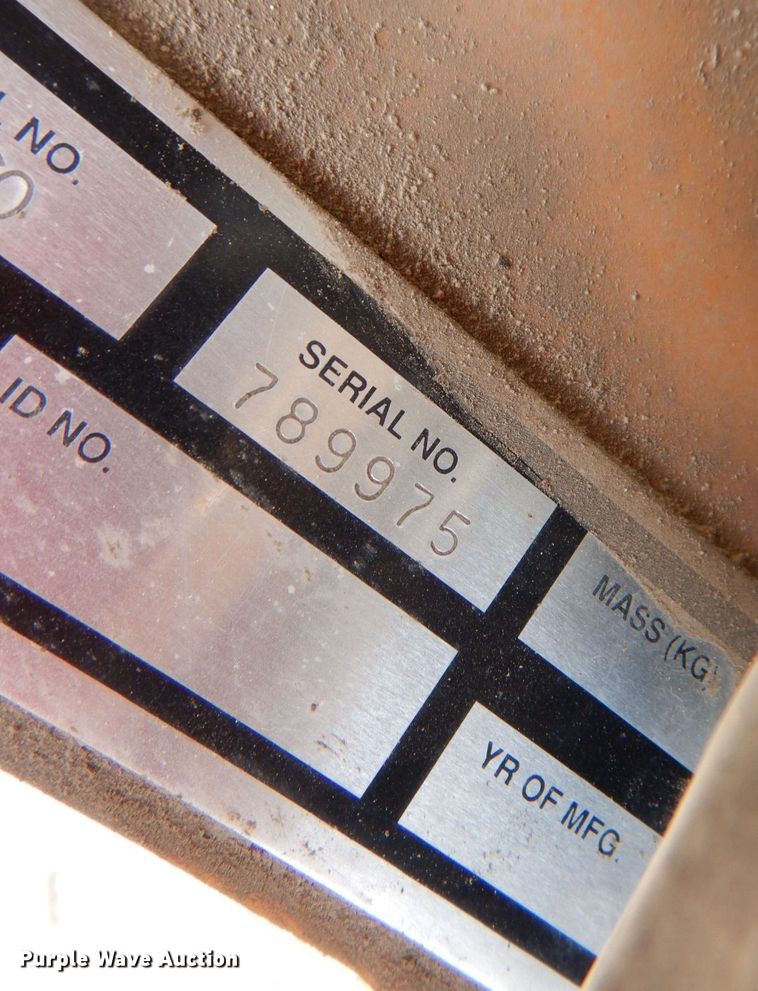 NO.
SERIAL NO.
789975
MASS (KG)
ID NO.
YR OF MFG.
Purple Wave Auction